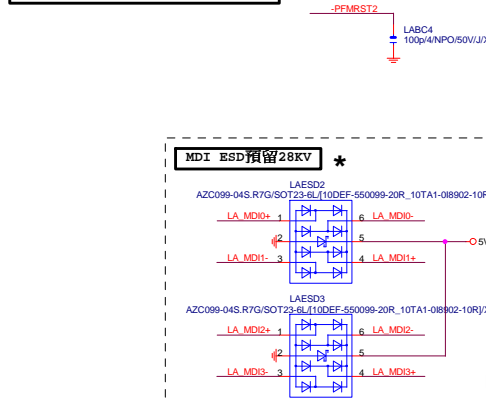 -PFMRST2
LABC4
100p/4/NPO/50V/J/X
MDI ESD預留28KV *
LAESD2
AZC099-04S.R7G/SOT23-6L/[10DEF-550099-20R_10TA1-0I8902-10R
LA_MDI0+ 1 6 LA_MDI0-
2 5 5V
LA_MDI1- 3 4 LA_MDI1+
LAESD3
AZC099-04S.R7G/SOT23-6L/[10DEF-550099-20R_10TA1-0I8902-10R]/X
LA_MDI2+ 1 6 LA_MDI2-
2 5
LA_MDI3- 3 4 LA_MDI3+